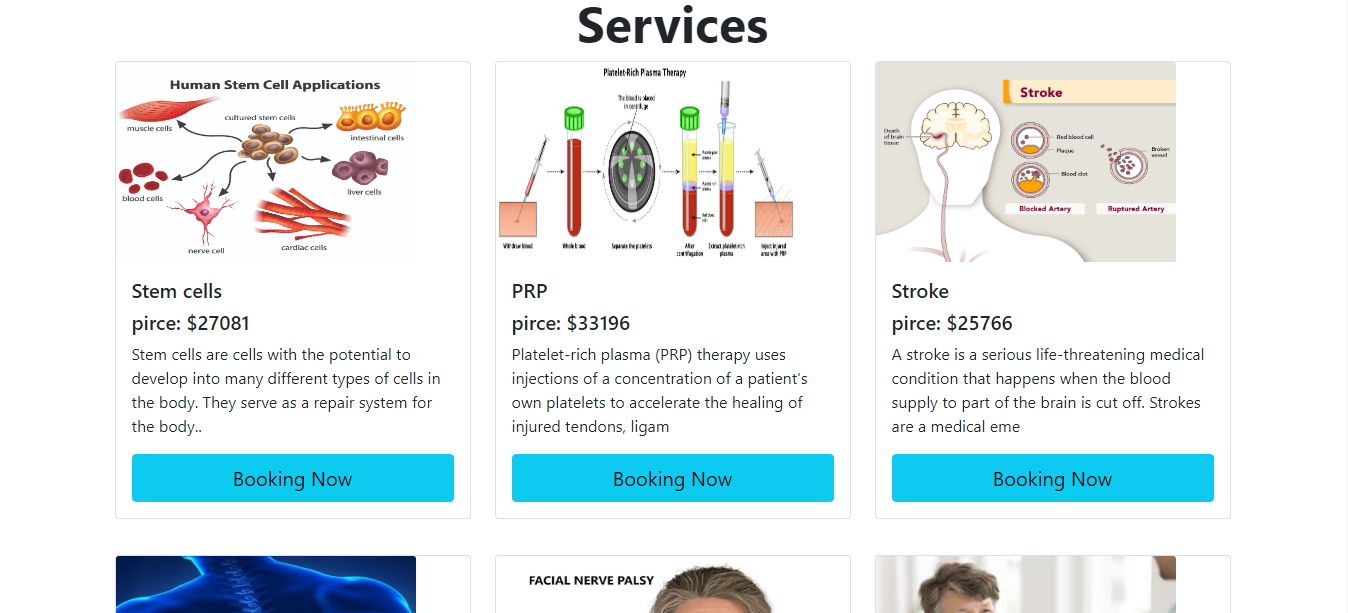 Services
Human Stem Cell Applications
muscle cells
cultured stem cells
intestinal cells
liver cells
blood cells
nerve cell
cardiac cells
Stem cells
pirce: $27081
Stem cells are cells with the potential to
develop into many different types of cells in
the body. They serve as a repair system for
the body..
Booking Now
Platelet-Rich Plasma Therapy
The blood is placed
in centrifuge
Withdraw blood
Whole blood
Separate the platelets
After
centrifugation
Extract platelet-rich
plasma
Inject injured
area with PRP
PRP
pirce: $33196
Platelet-rich plasma (PRP) therapy uses
injections of a concentration of a patient's
own platelets to accelerate the healing of
injured tendons, ligam
Booking Now
Stroke
Death
of brain
tissue
Red blood cell
Plaque
Blood clot
Broken
vessel
Blocked Artery
Ruptured Artery
Stroke
pirce: $25766
A stroke is a serious life-threatening medical
condition that happens when the blood
supply to part of the brain is cut off. Strokes
are a medical eme
Booking Now
FACIAL NERVE PALSY